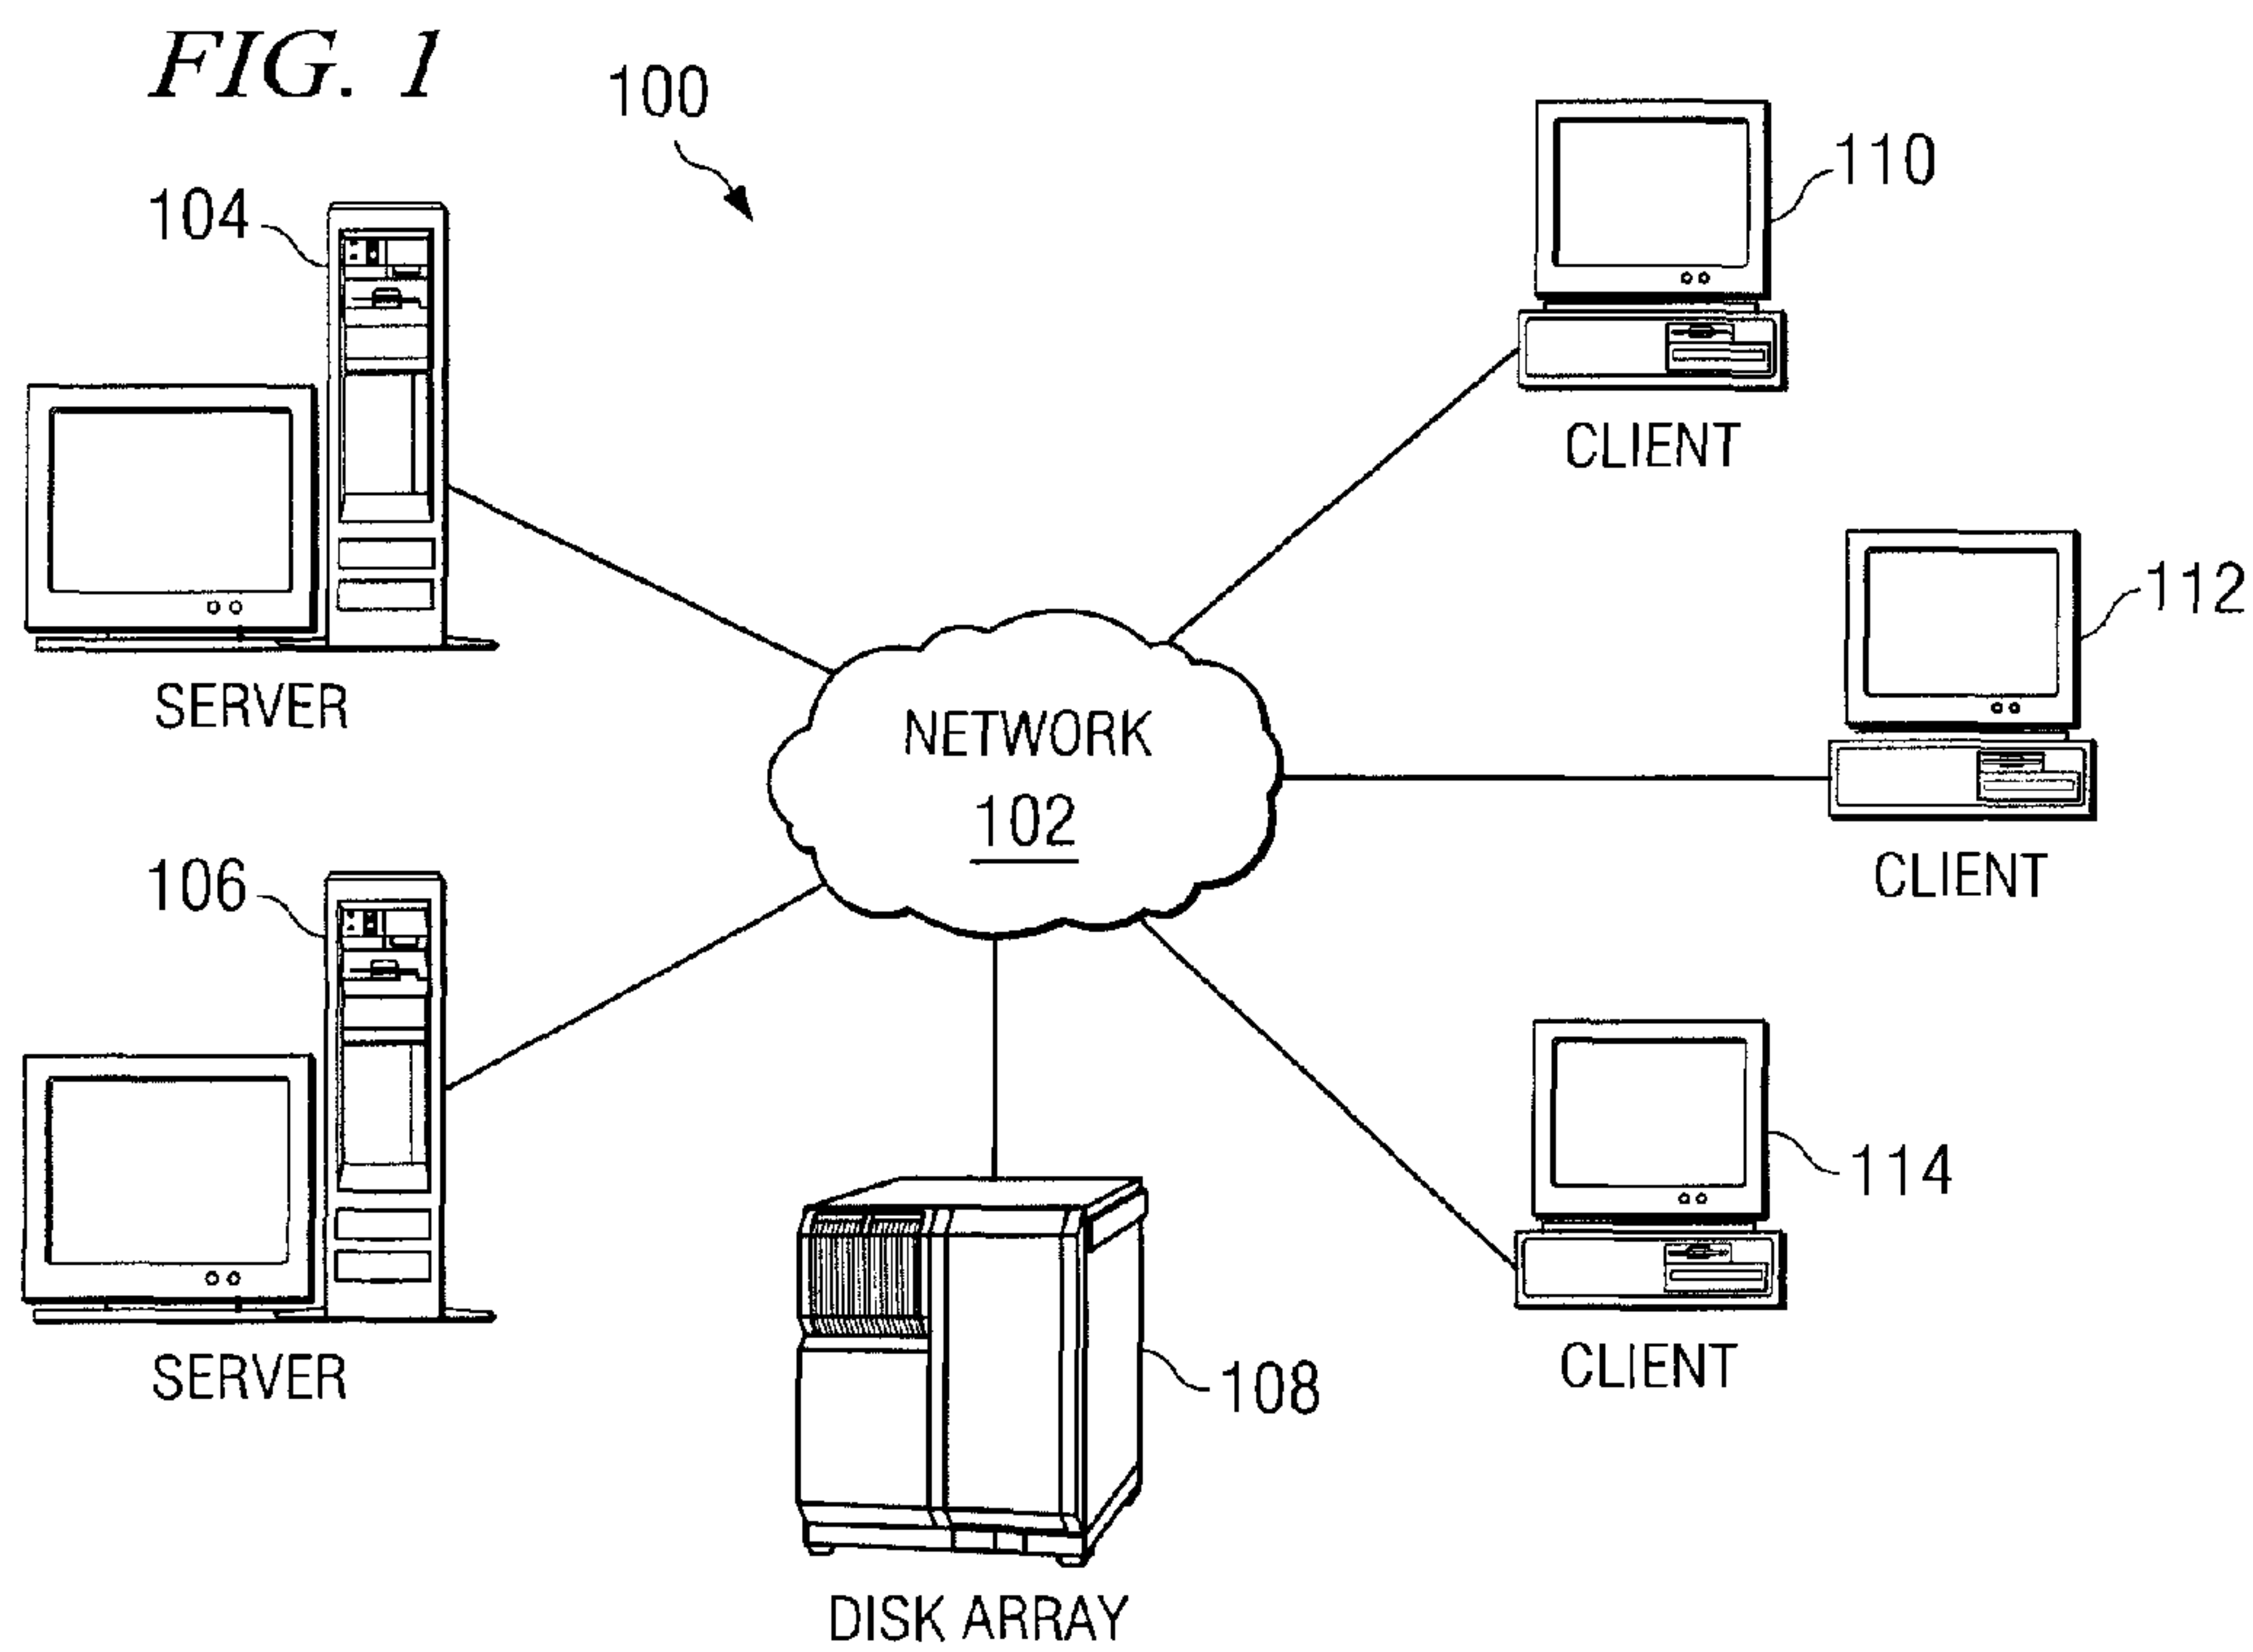 FIG. 1
100
110
104
CLIENT
112
SERVER
NETWORK
102
CLIENT
106
114
SERVER
108
CLIENT
DISK ARRAY